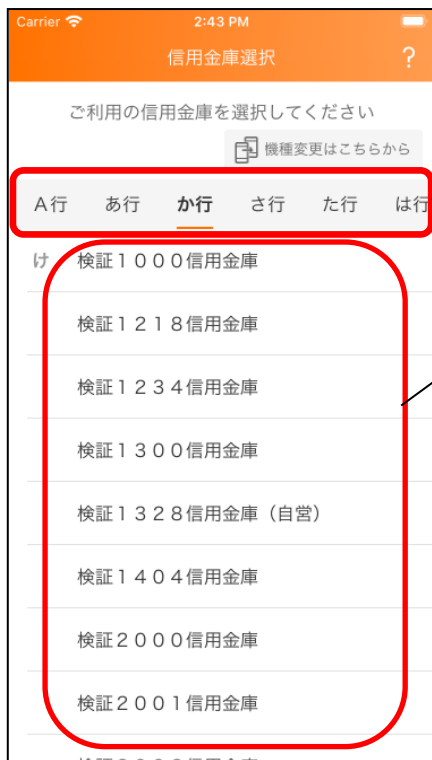 Carrier 2:43 PM
信用金庫選択 ?
ご利用の信用金庫を選択してください
機種変更はこちらから
A行 あ行 か行 さ行 た行 は行
け 検証１０００信用金庫
検証１２１８信用金庫
検証１２３４信用金庫
検証１３００信用金庫
検証１３２８信用金庫（自営）
検証１４０４信用金庫
検証２０００信用金庫
検証２００１信用金庫